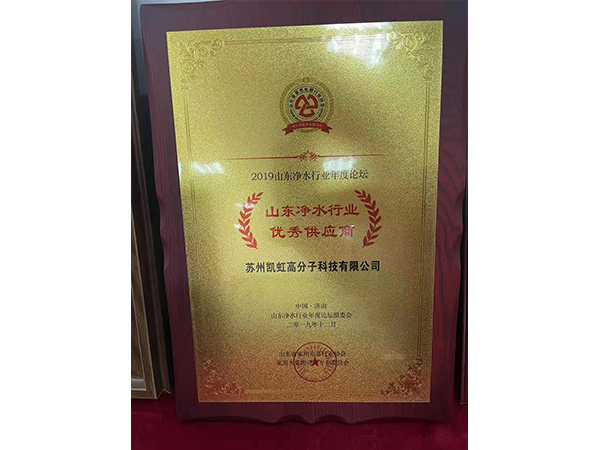 2019山东净水行业年度论坛
山东净水行业
优秀供应商
苏州凯虹高分子科技有限公司
中国·济南
山东净水行业年度论坛组委会
二零一九年十二月